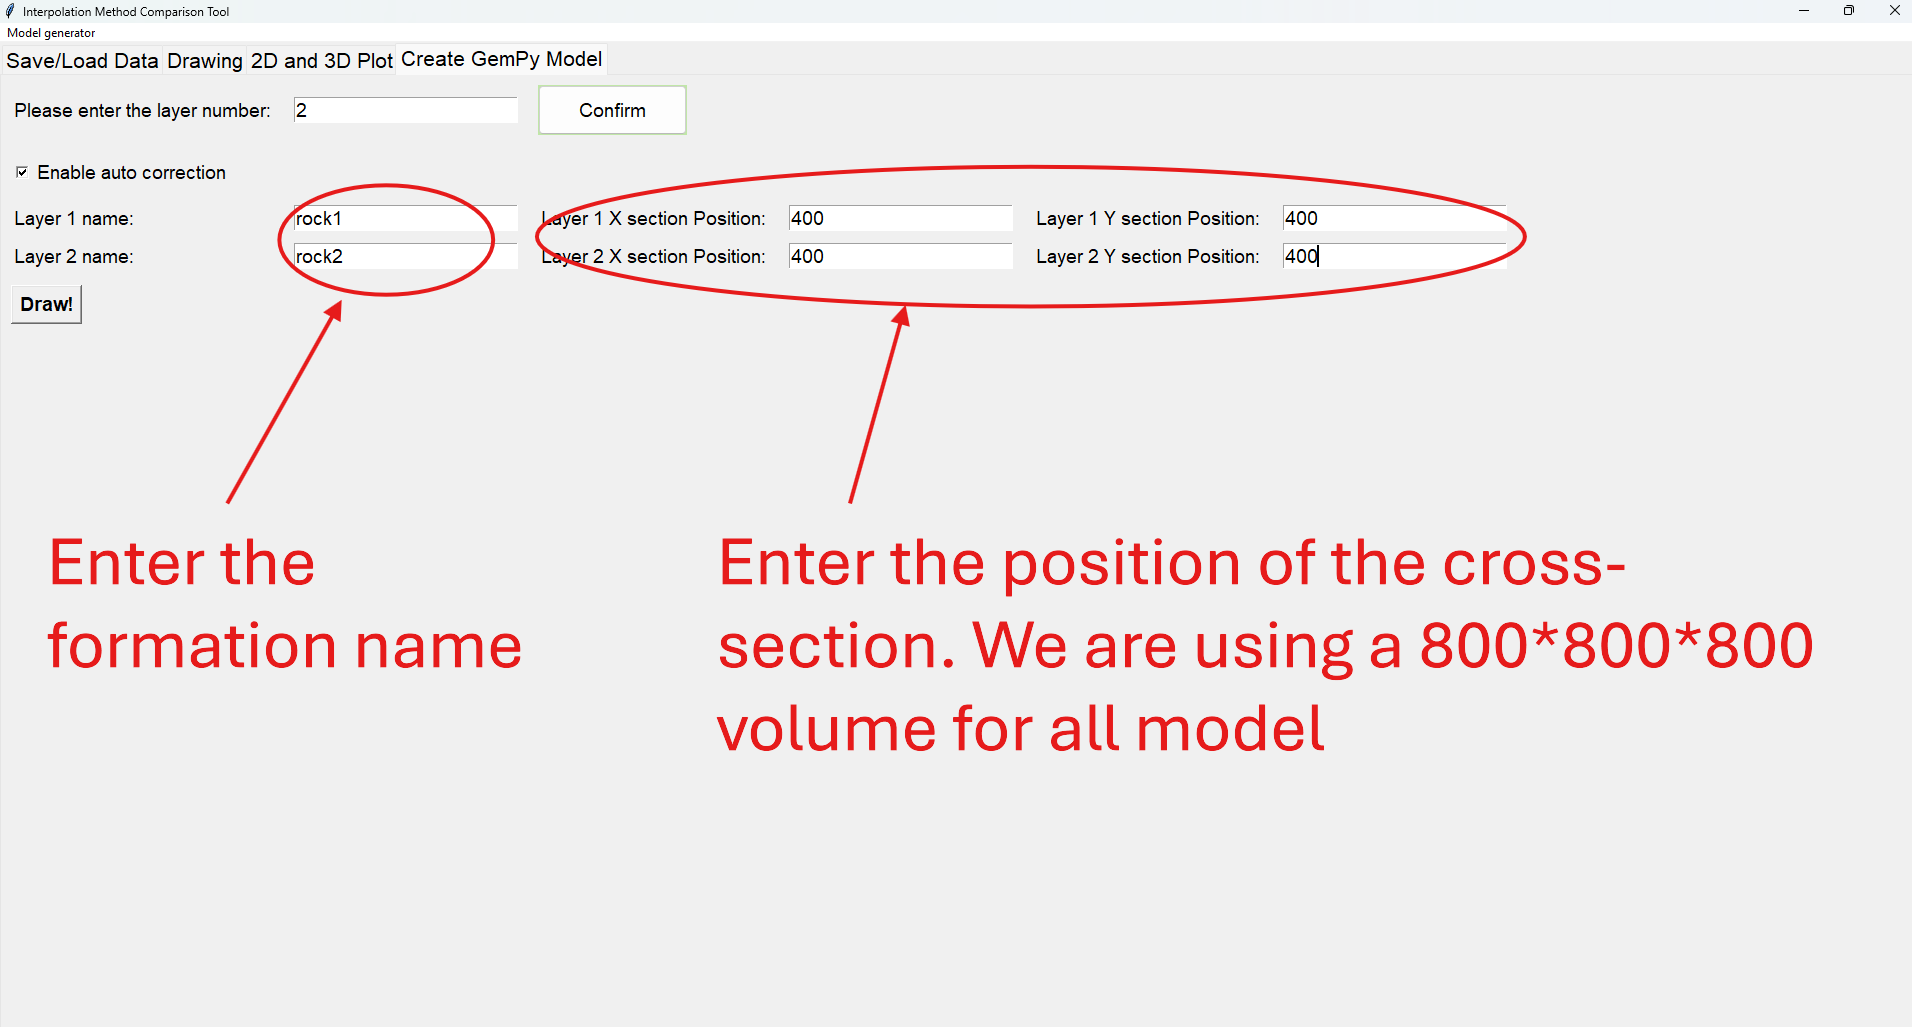 Interpolation Method Comparison Tool
Model generator
Save/Load Data Drawing 2D and 3D Plot Create GemPy Model
Please enter the layer number: 2 Confirm
Enable auto correction
Layer 1 name: rock1 Layer 1 X section Position: 400 Layer 1 Y section Position: 400
Layer 2 name: rock2 Layer 2 X section Position: 400 Layer 2 Y section Position: 400
Draw!
Enter the
formation name
Enter the position of the cross-
section. We are using a 800*800*800
volume for all model